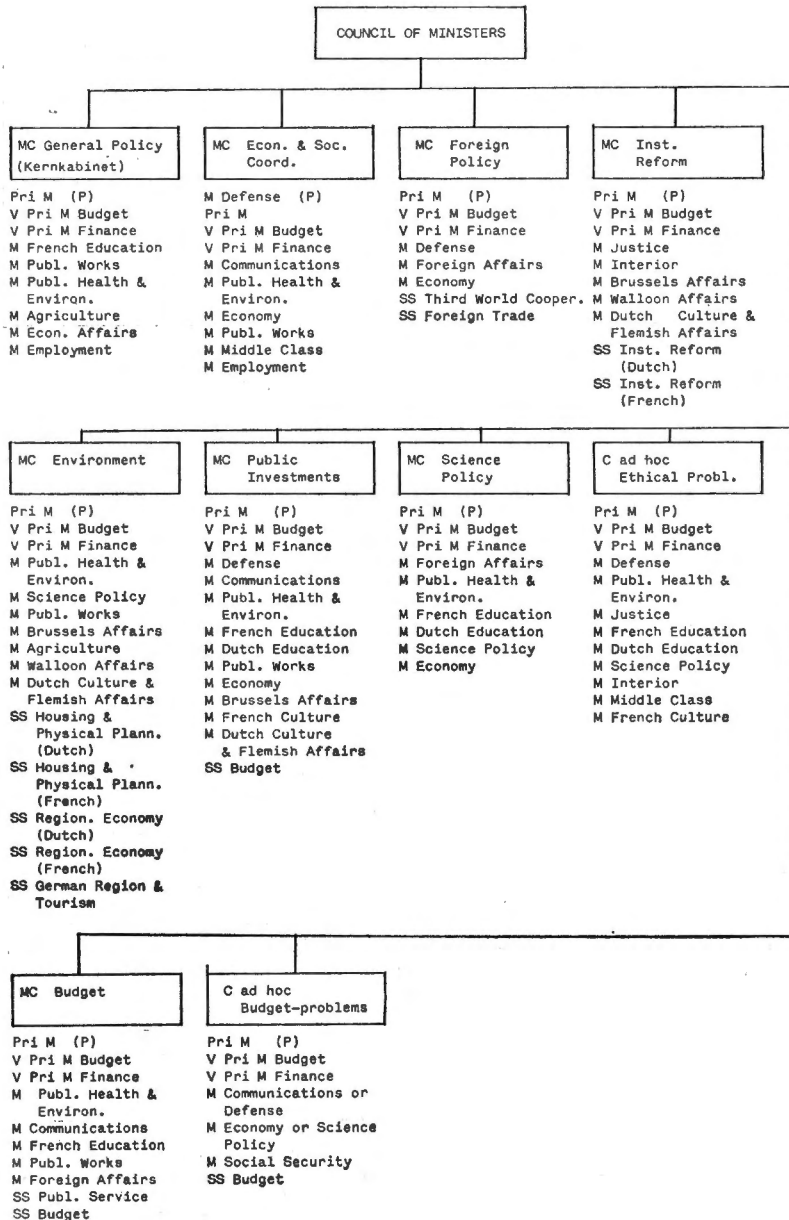 COUNCIL OF MINISTERS
MC General Policy
(Kernkabinet)
Pri M (P)
V Pri M Budget
V Pri M Finance
M French Education
M Publ. Works
M Publ. Health &
Environ.
M Agriculture
M Econ. Affairs
M Employment
MC Econ. & Soc.
Coord.
M Defense (P)
Pri M
V Pri M Budget
V Pri M Finance
M Communications
M Publ. Health &
Environ.
M Economy
M Publ. Works
M Middle Class
M Employment
MC Foreign
Policy
Pri M (P)
V Pri M Budget
V Pri M Finance
M Defense
M Foreign Affairs
M Economy
SS Third World Cooper.
SS Foreign Trade
MC Inst.
Reform
Pri M (P)
V Pri M Budget
V Pri M Finance
M Justice
M Interior
M Brussels Affairs
M Walloon Affairs
M Dutch Culture &
Flemish Affairs
SS Inst. Reform
(Dutch)
SS Inst. Reform
(French)
MC Environment
Pri M (P)
V Pri M Budget
V Pri M Finance
M Publ. Health &
Environ.
M Science Policy
M Publ. Works
M Brussels Affairs
M Agriculture
M Walloon Affairs
M Dutch Culture &
Flemish Affairs
SS Housing &
Physical Plann.
(Dutch)
SS Housing &
Physical Plann.
(French)
SS Region. Economy
(Dutch)
SS Region. Economy
(French)
SS German Region &
Tourism
MC Public
Investments
Pri M (P)
V Pri M Budget
V Pri M Finance
M Defense
M Communications
M Publ. Health &
Environ.
M French Education
M Dutch Education
M Publ. Works
M Economy
M Brussels Affairs
M French Culture
M Dutch Culture
& Flemish Affairs
SS Budget
MC Science
Policy
Pri M (P)
V Pri M Budget
V Pri M Finance
M Foreign Affairs
M Publ. Health &
Environ.
M French Education
M Dutch Education
M Science Policy
M Economy
C ad hoc
Ethical Probl.
Pri M (P)
V Pri M Budget
V Pri M Finance
M Defense
M Publ. Health &
Environ.
M Justice
M French Education
M Dutch Education
M Science Policy
M Interior
M Middle Class
M French Culture
MC Budget
Pri M (P)
V Pri M Budget
V Pri M Finance
M Publ. Health &
Environ.
M Communications
M French Education
M Publ. Works
M Foreign Affairs
SS Publ. Service
SS Budget
C ad hoc
Budget-problems
Pri M (P)
V Pri M Budget
V Pri M Finance
M Communications or
Defense
M Economy or Science
Policy
M Social Security
SS Budget